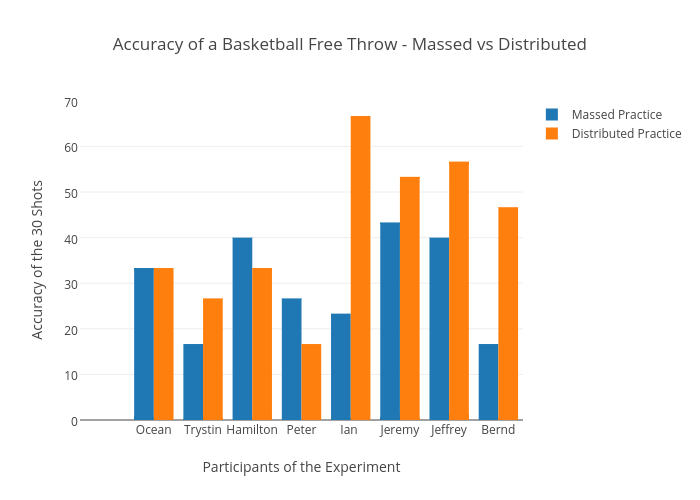 Accuracy of a Basketball Free Throw - Massed vs Distributed
Massed Practice
Distributed Practice
Accuracy of the 30 Shots
70
60
50
40
30
20
10
0
Ocean Trystin Hamilton Peter Ian Jeremy Jeffrey Bernd
Participants of the Experiment